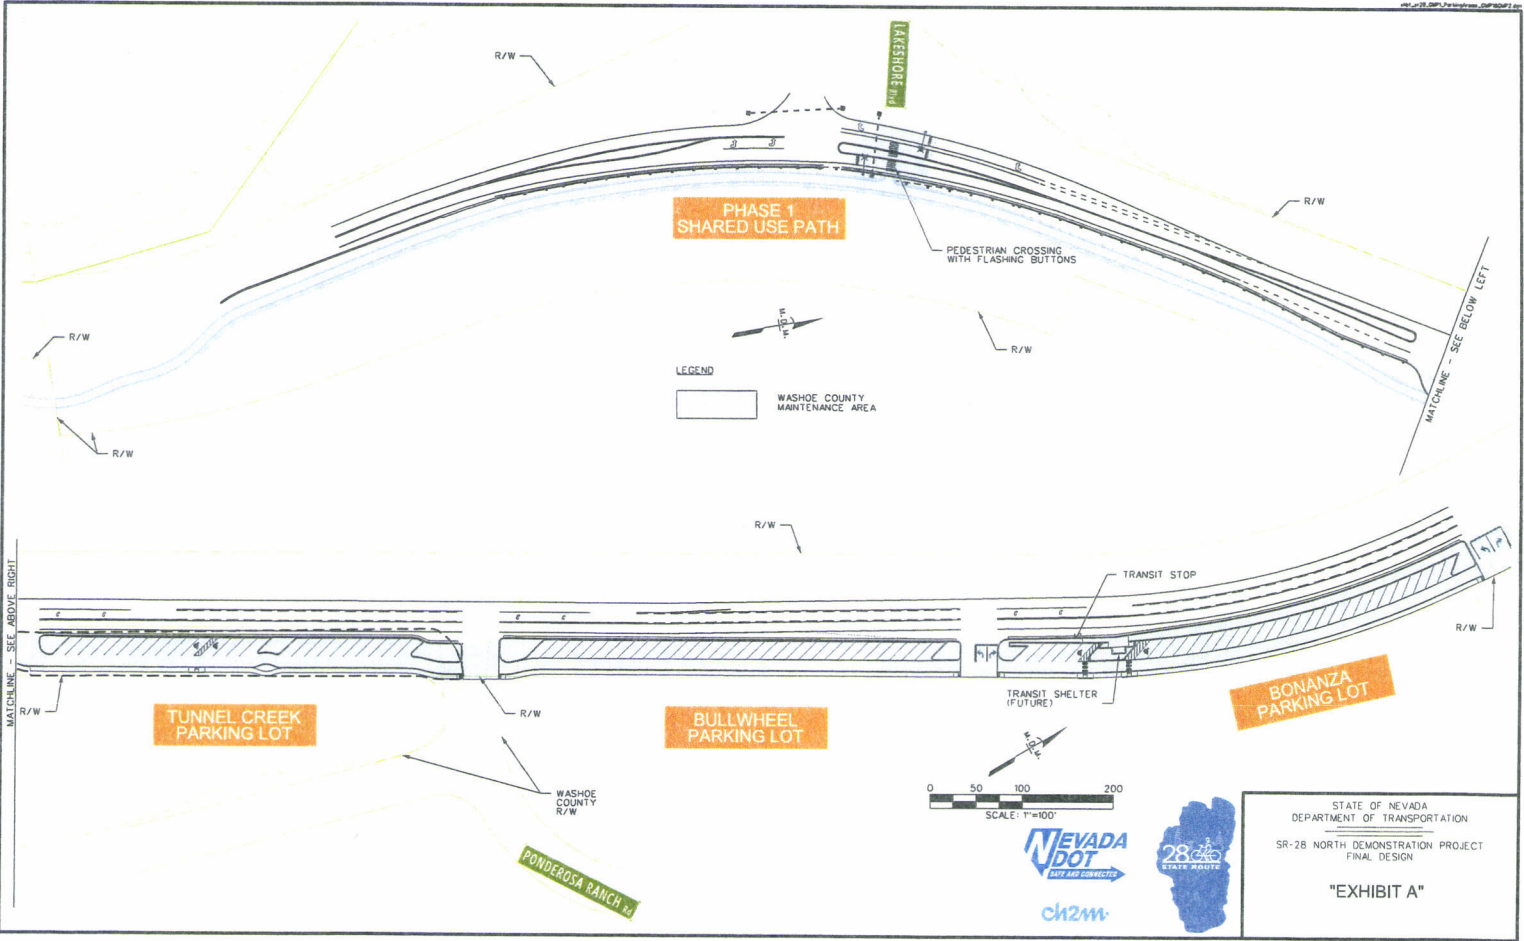 LAKESHORE Blvd
R/W
PHASE 1
SHARED USE PATH
R/W
PEDESTRIAN CROSSING
WITH FLASHING BUTTONS
MATCHLINE - SEE BELOW LEFT
R/W
R/W
R/W
LEGEND
WASHOE COUNTY
MAINTENANCE AREA
R/W
TRANSIT STOP
MATCHLINE - SEE ABOVE RIGHT
R/W
TRANSIT SHELTER
(FUTURE)
R/W
R/W
TUNNEL CREEK
PARKING LOT
BULLWHEEL
PARKING LOT
BONANZA
PARKING LOT
WASHOE
COUNTY
R/W
0 50 100 200
SCALE: 1"=100'
PONDEROSA RANCH Rd
NEVADA
DOT
SAFE AND CONNECTED
28
STATE ROUTE
ch2m
STATE OF NEVADA
DEPARTMENT OF TRANSPORTATION
SR-28 NORTH DEMONSTRATION PROJECT
FINAL DESIGN
"EXHIBIT A"